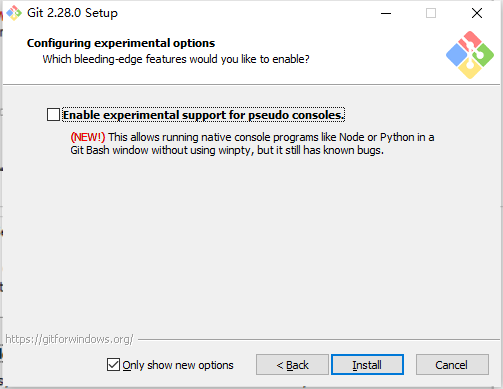 Git 2.28.0 Setup
Configuring experimental options
Which bleeding-edge features would you like to enable?
Enable experimental support for pseudo consoles.
(NEW!) This allows running native console programs like Node or Python in a
Git Bash window without using winpty, but it still has known bugs.
https://gitforwindows.org/
Only show new options
< Back
Install
Cancel